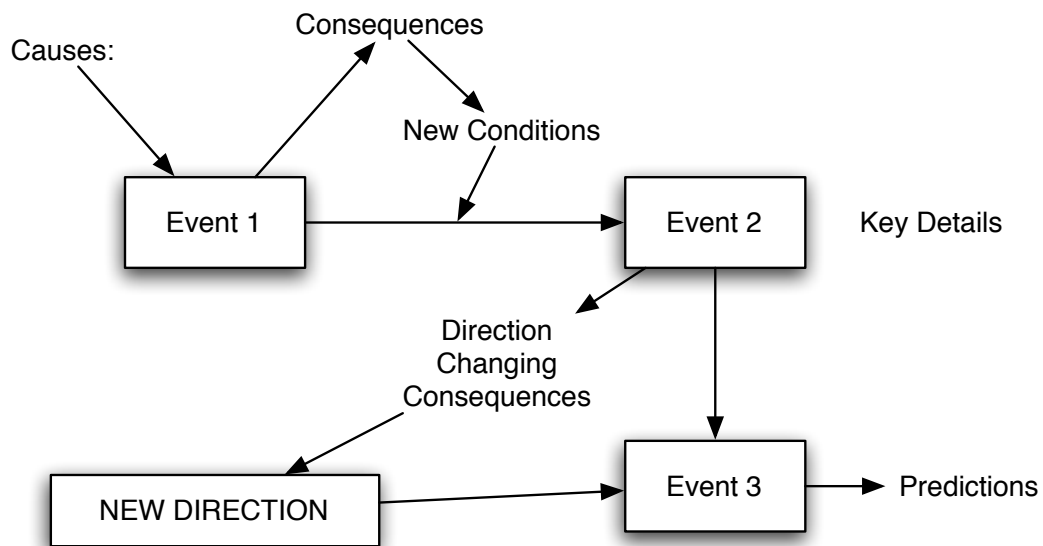 Consequences
Causes:
New Conditions
Event 1
Event 2
Key Details
Direction
Changing
Consequences
NEW DIRECTION
Event 3
Predictions